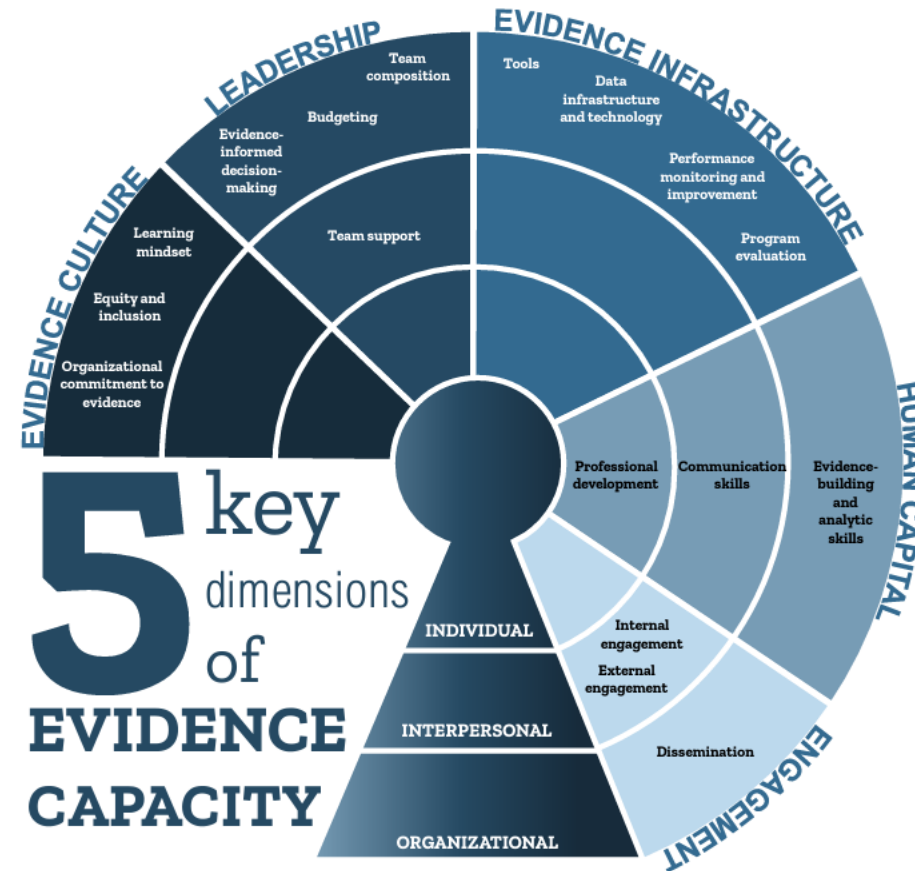 5 key
dimensions
of
EVIDENCE
CAPACITY
EVIDENCE CULTURE
Learning
mindset
Equity and
inclusion
Organizational
commitment to
evidence
LEADERSHIP
Team
composition
Budgeting
Evidence-
informed
decision-
making
Team support
EVIDENCE INFRASTRUCTURE
Tools
Data
infrastructure
and technology
Performance
monitoring and
improvement
Program
evaluation
HUMAN CAPITAL
Professional
development
Communication
skills
Evidence-
building
and
analytic
skills
ENGAGEMENT
Internal
engagement
External
engagement
Dissemination
INDIVIDUAL
INTERPERSONAL
ORGANIZATIONAL